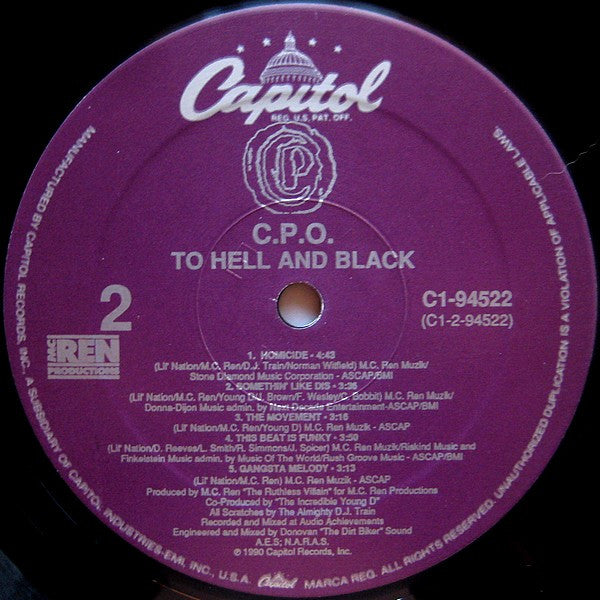 Capitol
REG. U.S. PAT. OFF.
CP
C.P.O.
TO HELL AND BLACK
2
C1-94522
(C1-2-94522)
MC REN
PRODUCTIONS
1. HOMICIDE - 4:43
(Lil' Nation/M.C. Ren/D.J. Train/Norman Witfield) M.C. Ren Muzik/
Stone Diamond Music Corporation - ASCAP/BMI
2. SOMETHIN' LIKE DIS - 3:36
(Lil' Nation/M.C. Ren/Young D/J. Brown/F. Wesley/C. Bobbit) M.C. Ren Muzik/
Donna-Dijon Music admin. by Next Decade Entertainment-ASCAP/BMI
3. THE MOVEMENT - 3:16
(Lil' Nation/M.C. Ren/Young D) M.C. Ren Muzik - ASCAP
4. THIS BEAT IS FUNKY - 3:50
(Lil' Nation/D. Reeves/L. Smith/R. Simmons/J. Spicer) M.C. Ren Muzik/Riskind Music and
Finkelstein Music admin. by Music Of The World/Rush Groove Music - ASCAP/BMI
5. GANGSTA MELODY - 3:13
(Lil' Nation/M.C. Ren) M.C. Ren Muzik - ASCAP
Produced by M.C. Ren "The Ruthless Villain" for M.C. Ren Productions
Co-Produced by "The Incredible Young D"
All Scratches by The Almighty D.J. Train
Recorded and Mixed at Audio Achievements
Engineered and Mixed by Donovan "The Dirt Biker" Sound
A.E.S; N.A.R.A.S.
℗ 1990 Capitol Records, Inc.
MANUFACTURED BY CAPITOL RECORDS, INC., A SUBSIDIARY OF CAPITOL INDUSTRIES-EMI, INC., U.S.A. Capitol MARCA REG. ALL RIGHTS RESERVED. UNAUTHORIZED DUPLICATION IS A VIOLATION OF APPLICABLE LAWS.